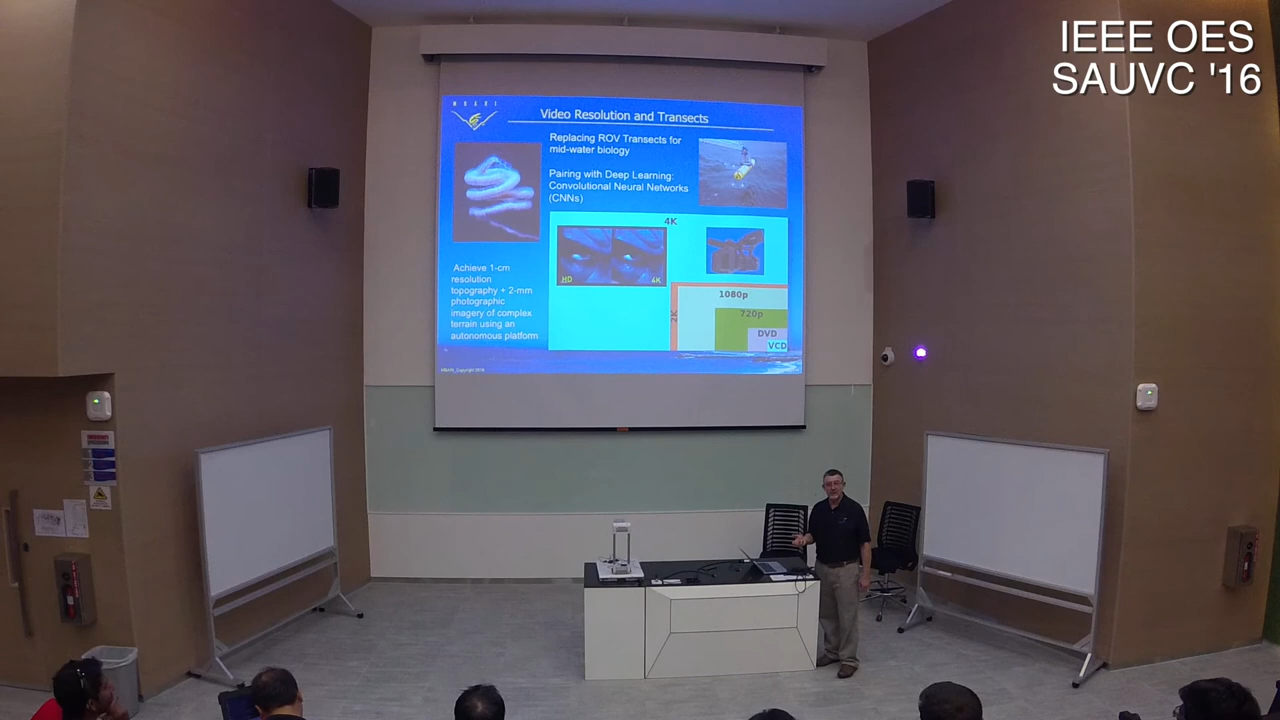 IEEE OES
SAUVC '16
MBARI
Video Resolution and Transects
Replacing ROV Transects for
mid-water biology
Pairing with Deep Learning:
Convolutional Neural Networks
(CNNs)
4K
HD
4K
Achieve 1-cm
resolution
topography + 2-mm
photographic
imagery of complex
terrain using an
autonomous platform
2K
1080p
720p
DVD
VCD